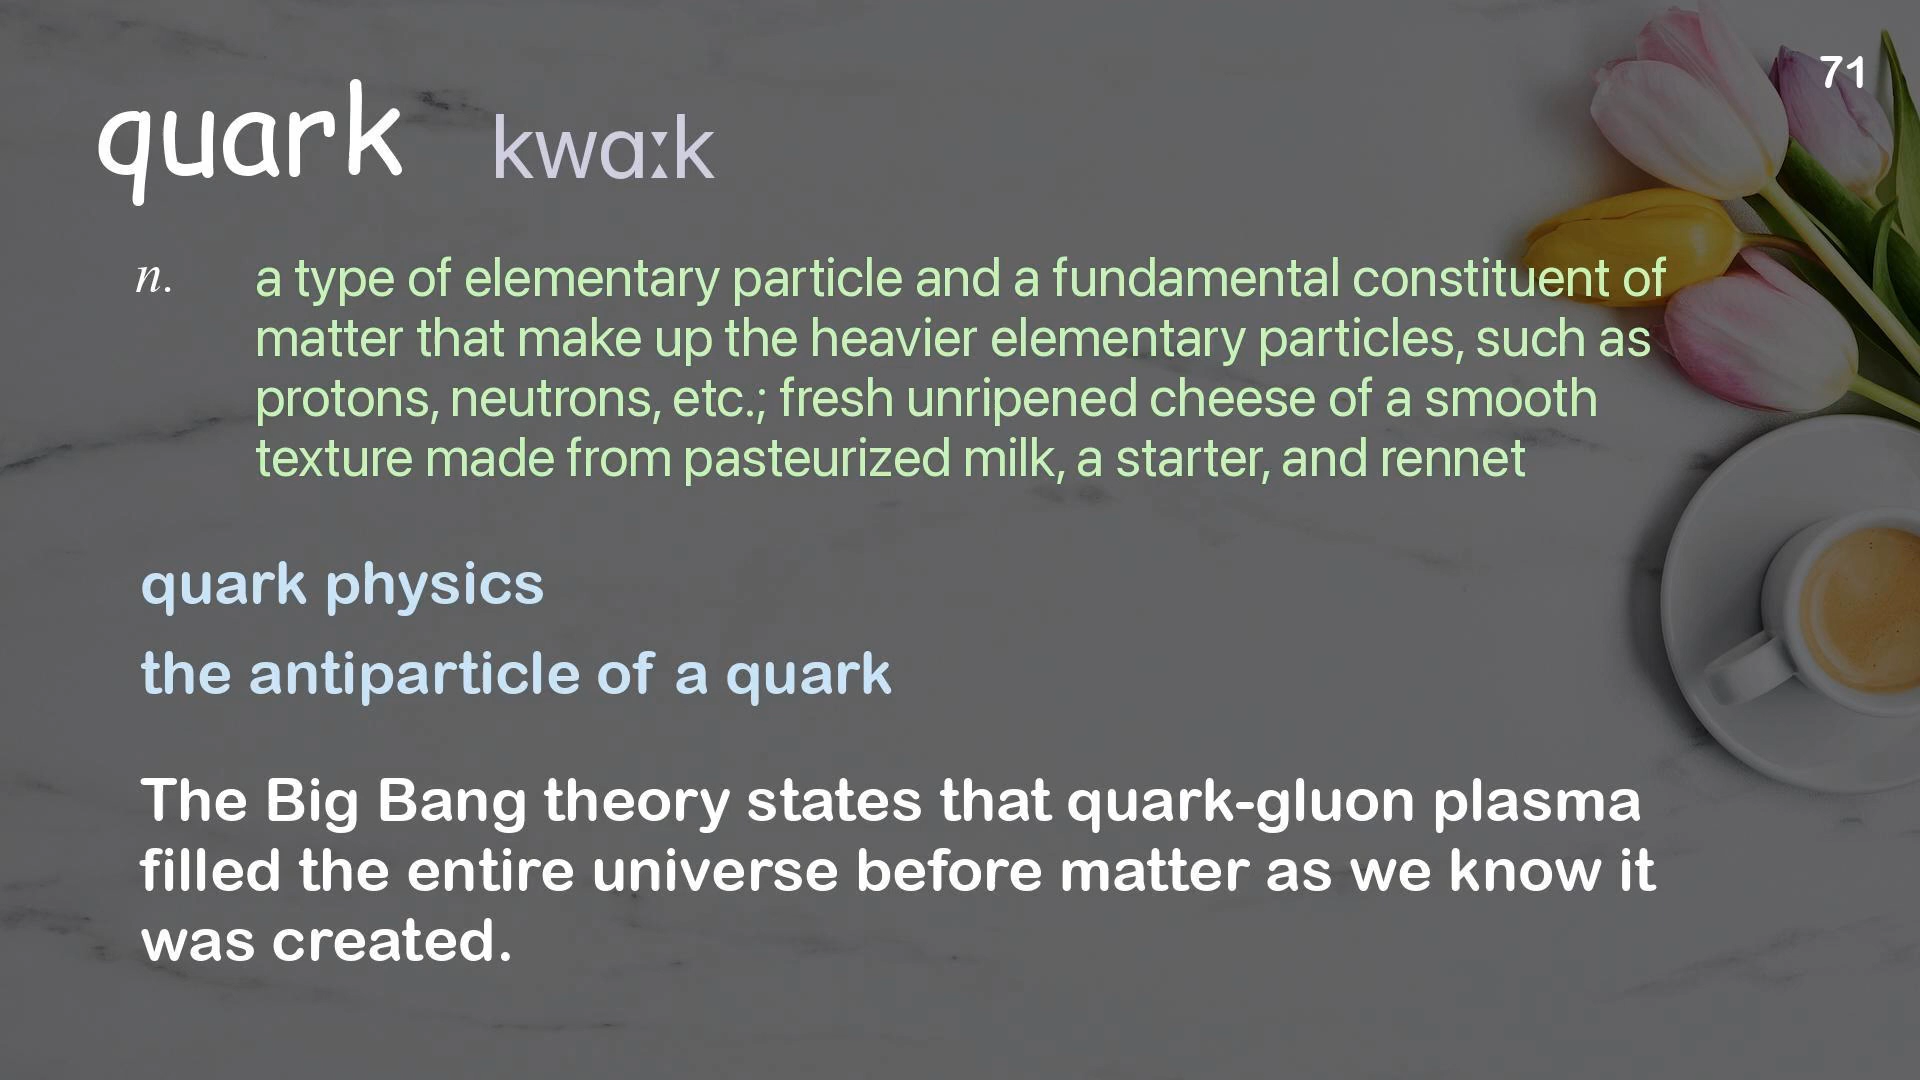 71
quark kwɑːk
n. a type of elementary particle and a fundamental constituent of
matter that make up the heavier elementary particles, such as
protons, neutrons, etc.; fresh unripened cheese of a smooth
texture made from pasteurized milk, a starter, and rennet
quark physics
the antiparticle of a quark
The Big Bang theory states that quark-gluon plasma
filled the entire universe before matter as we know it
was created.